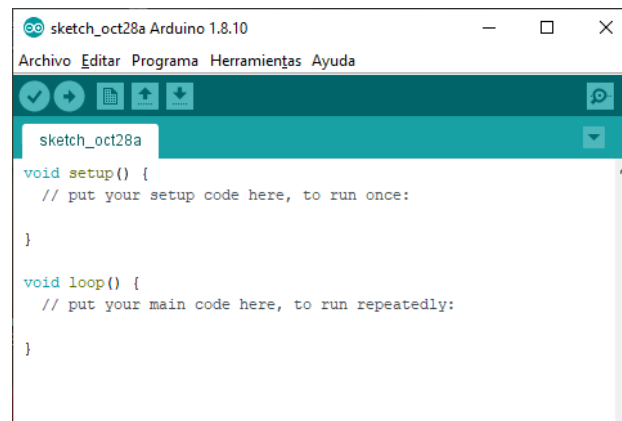 sketch_oct28a Arduino 1.8.10
Archivo Editar Programa Herramientas Ayuda
sketch_oct28a
void setup() {
  // put your setup code here, to run once:
}
void loop() {
  // put your main code here, to run repeatedly:
}